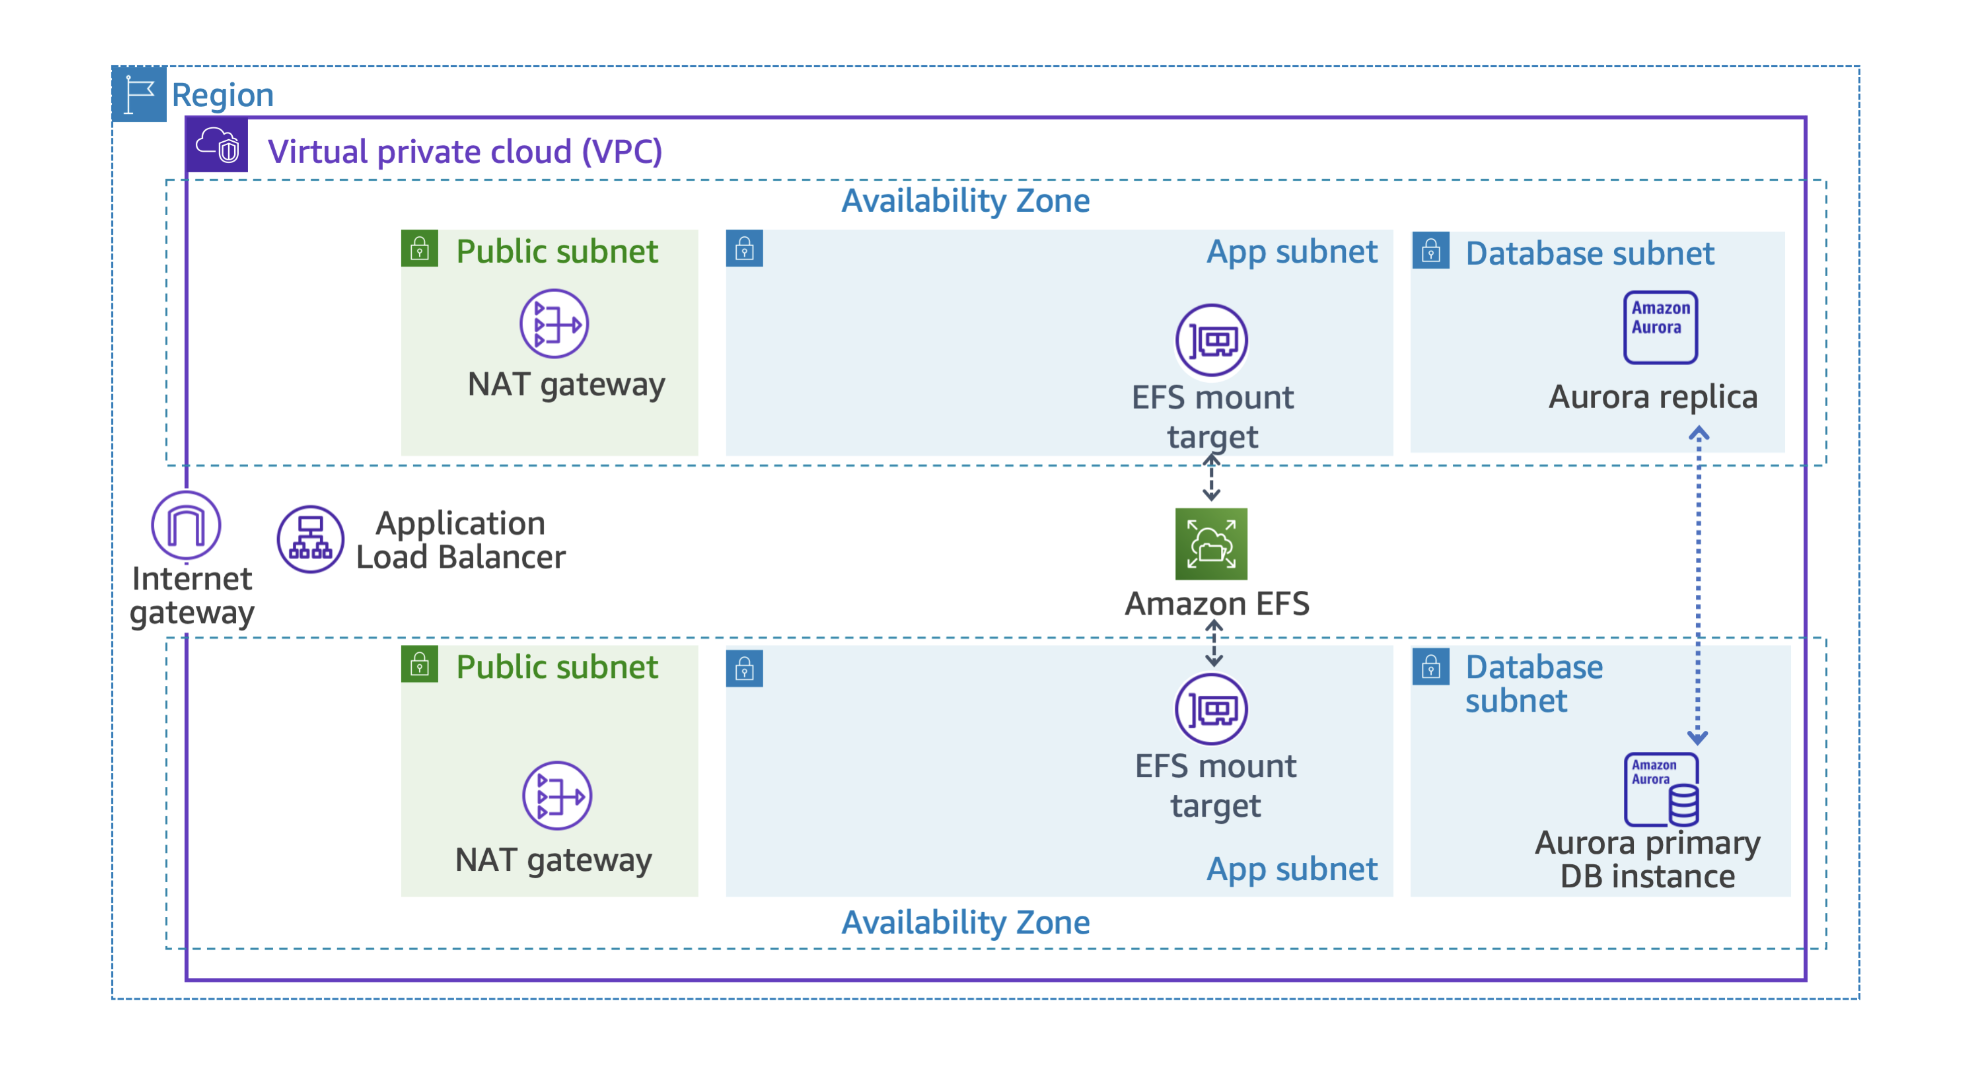 Region
Virtual private cloud (VPC)
Availability Zone
Public subnet
NAT gateway
App subnet
EFS mount
target
Database subnet
Amazon
Aurora
Aurora replica
Internet
gateway
Application
Load Balancer
Amazon EFS
Public subnet
NAT gateway
EFS mount
target
App subnet
Database
subnet
Amazon
Aurora
Aurora primary
DB instance
Availability Zone